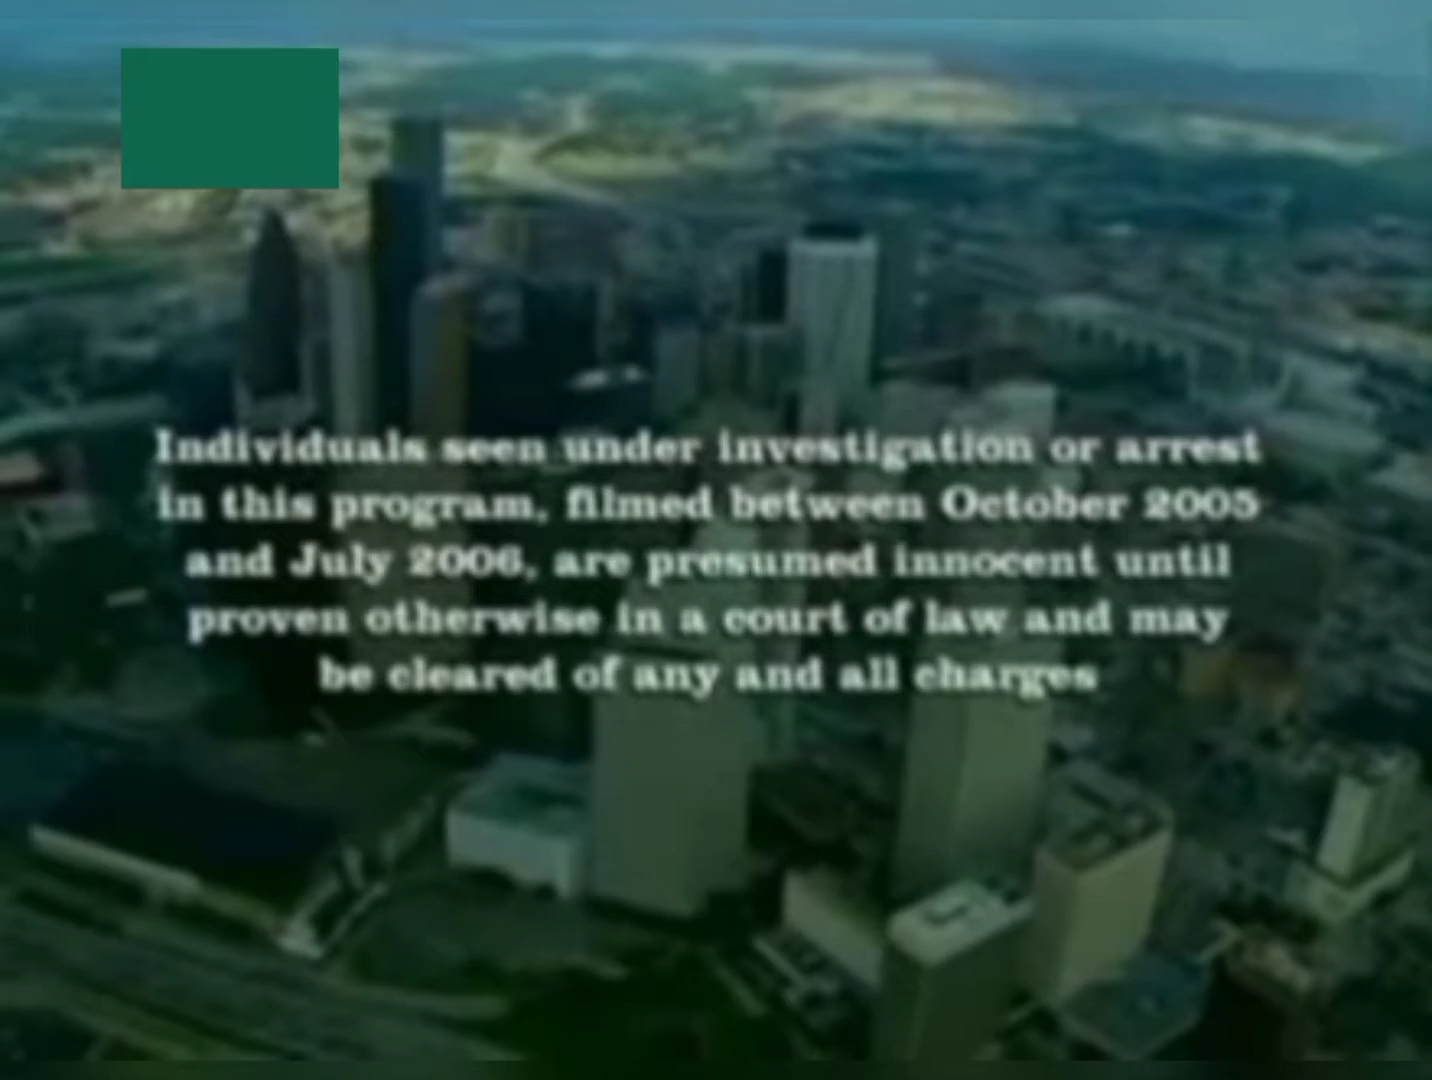 Individuals seen under investigation or arrest
in this program, filmed between October 2005
and July 2006, are presumed innocent until
proven otherwise in a court of law and may
be cleared of any and all charges